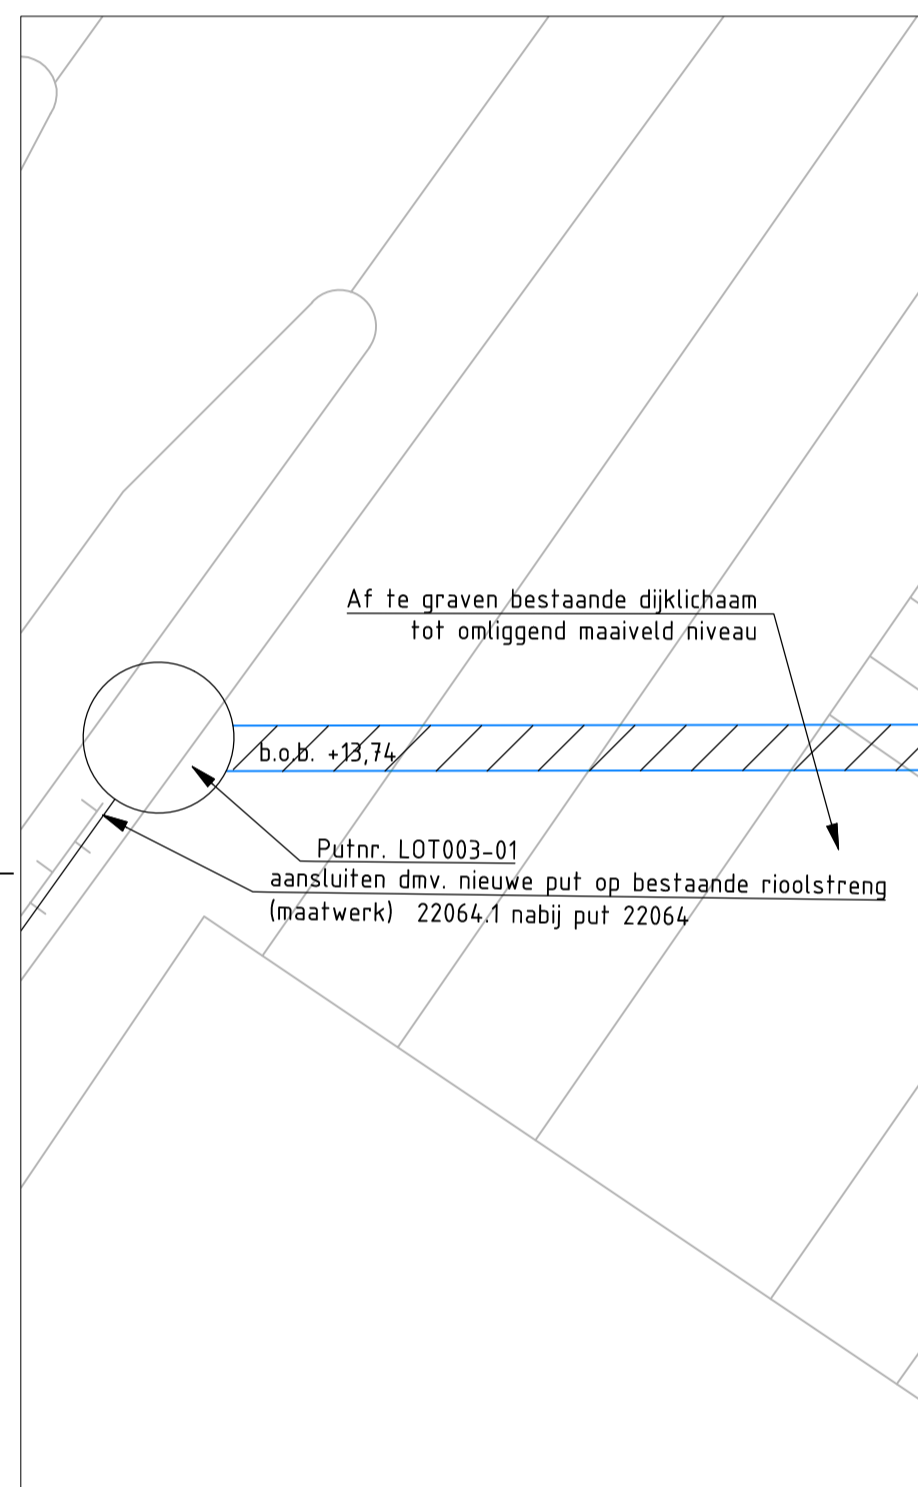 Af te graven bestaande dijklichaam
tot omliggend maaiveld niveau
b.o.b. +13,74
Putnr. LOT003-01
aansluiten dmv. nieuwe put op bestaande rioolstreng
(maatwerk) 22064.1 nabij put 22064